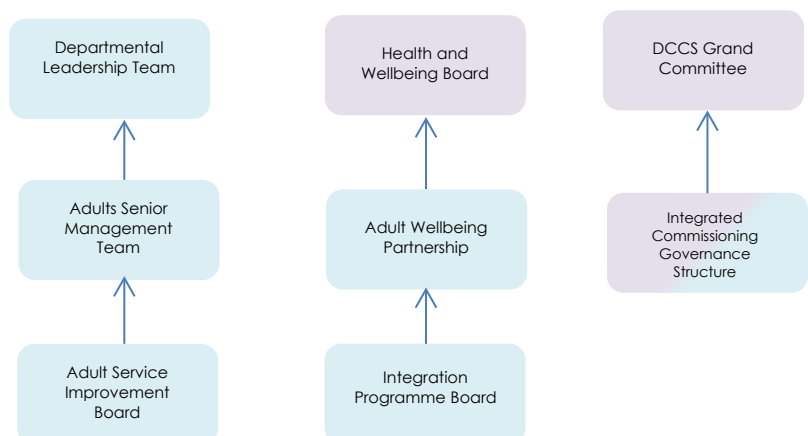 Departmental
Leadership Team
Health and
Wellbeing Board
DCCS Grand
Committee
Adults Senior
Management
Team
Adult Wellbeing
Partnership
Integrated
Commissioning
Governance
Structure
Adult Service
Improvement
Board
Integration
Programme Board